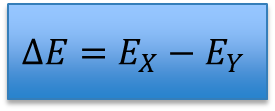 ΔE = E_X − E_Y